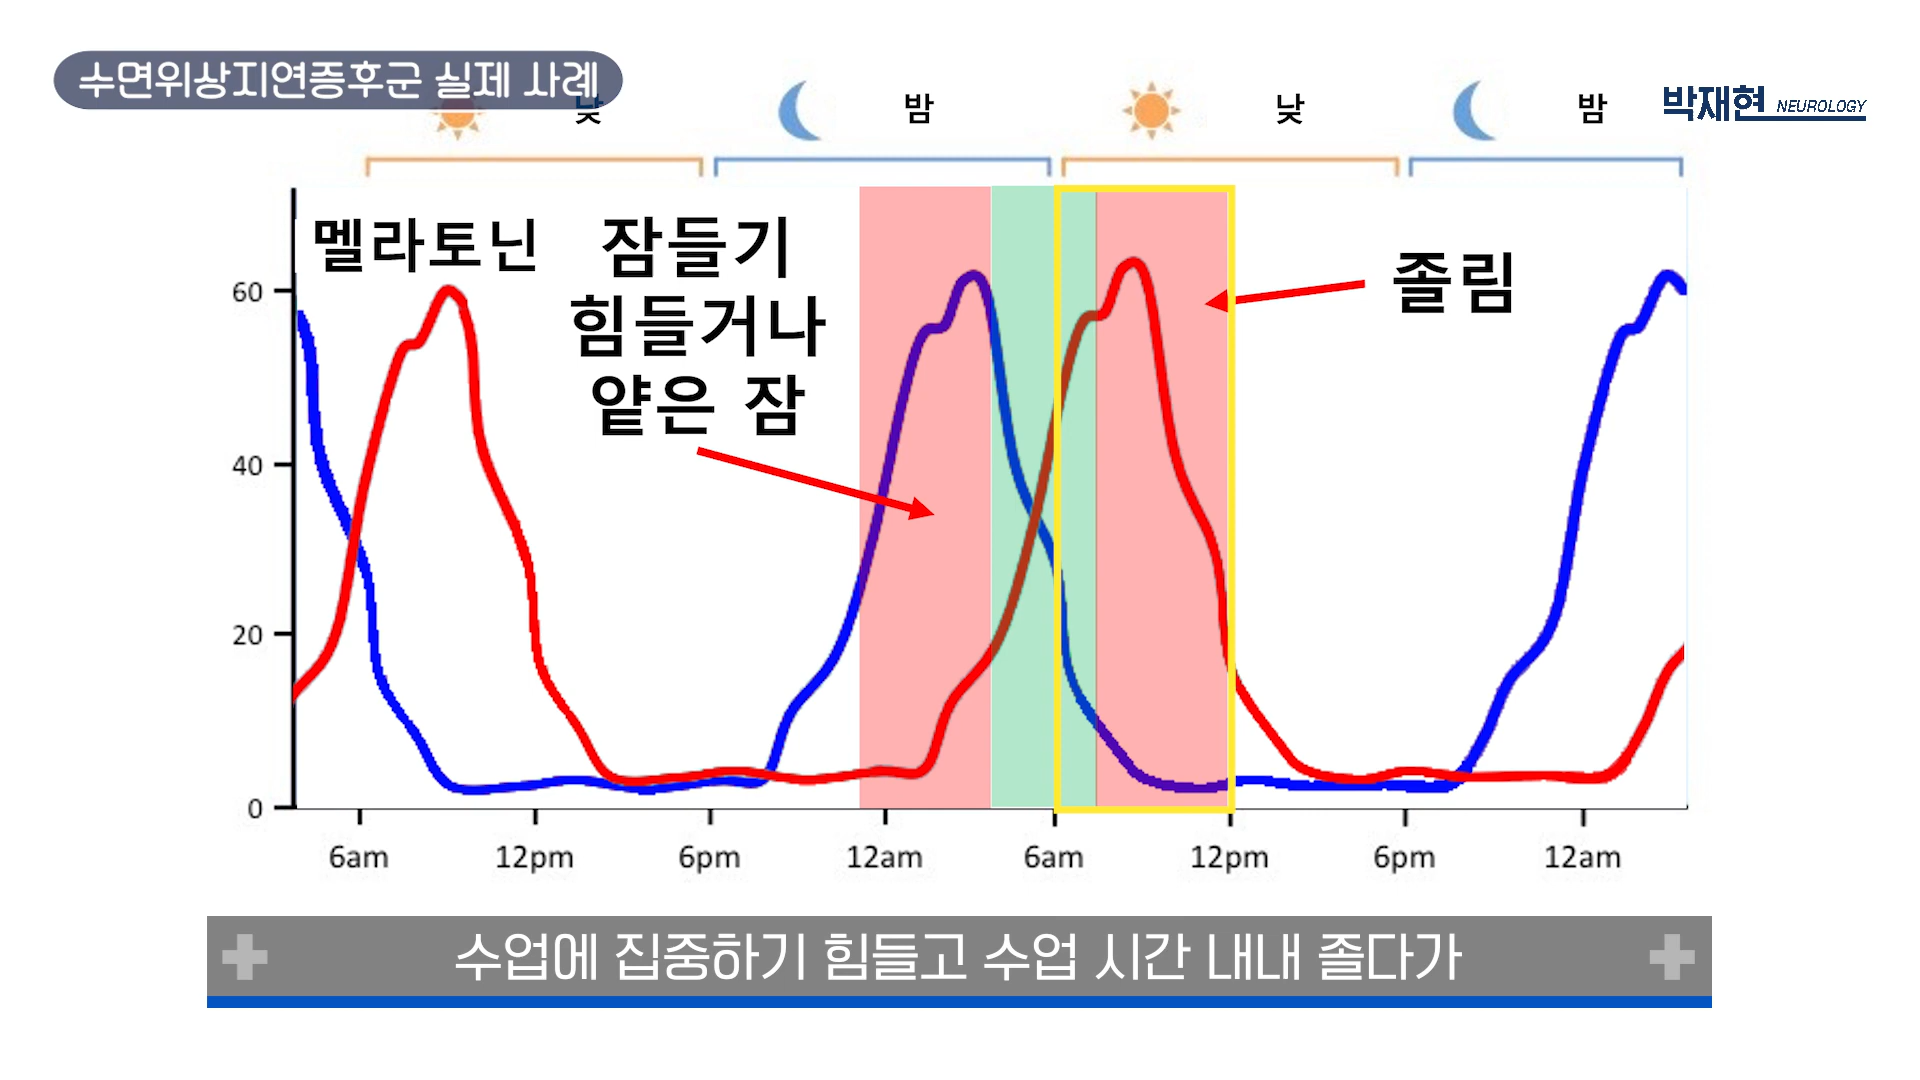 수면위상지연증후군 실제 사례
낮
밤
낮
밤
박재현 NEUROLOGY
멜라토닌
잠들기
힘들거나
얕은 잠
졸림
60
40
20
0
6am
12pm
6pm
12am
6am
12pm
6pm
12am
수업에 집중하기 힘들고 수업 시간 내내 졸다가